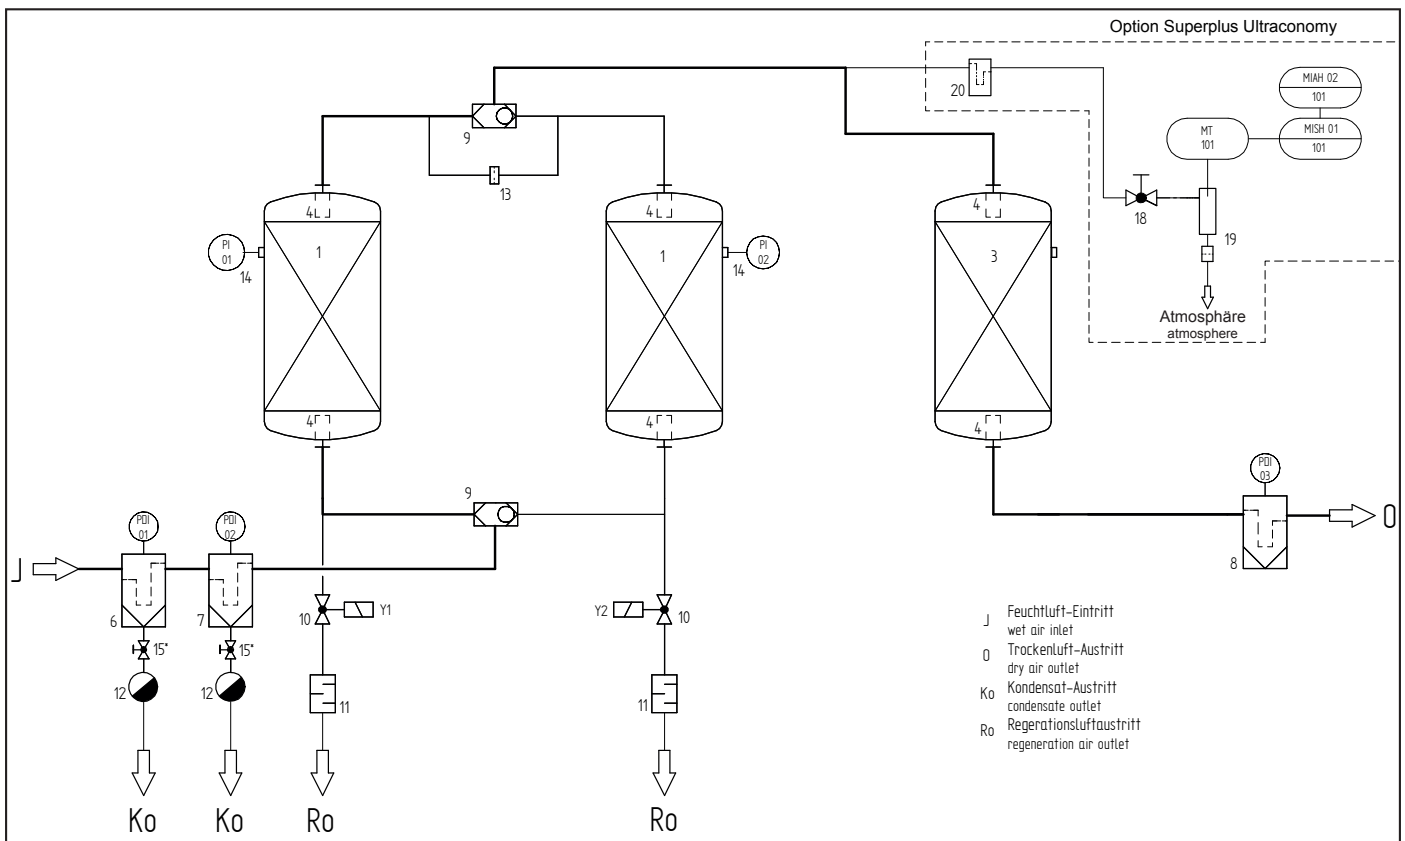 Option Superplus Ultraconomy
20
MIAH 02
101
MT
101
MISH 01
101
9
13
18
19
4
4
4
PI
01
14
1
1
14
PI
02
3
Atmosphäre
atmosphere
4
4
4
9
PDI
01
PDI
02
PDI
03
J
O
8
6
7
10
Y1
Y2
10
15*
15*
12
12
11
11
Ko
Ko
Ro
Ro
J Feuchtluft-Eintritt
wet air inlet
O Trockenluft-Austritt
dry air outlet
Ko Kondensat-Austritt
condensate outlet
Ro Regerationsluftaustritt
regeneration air outlet